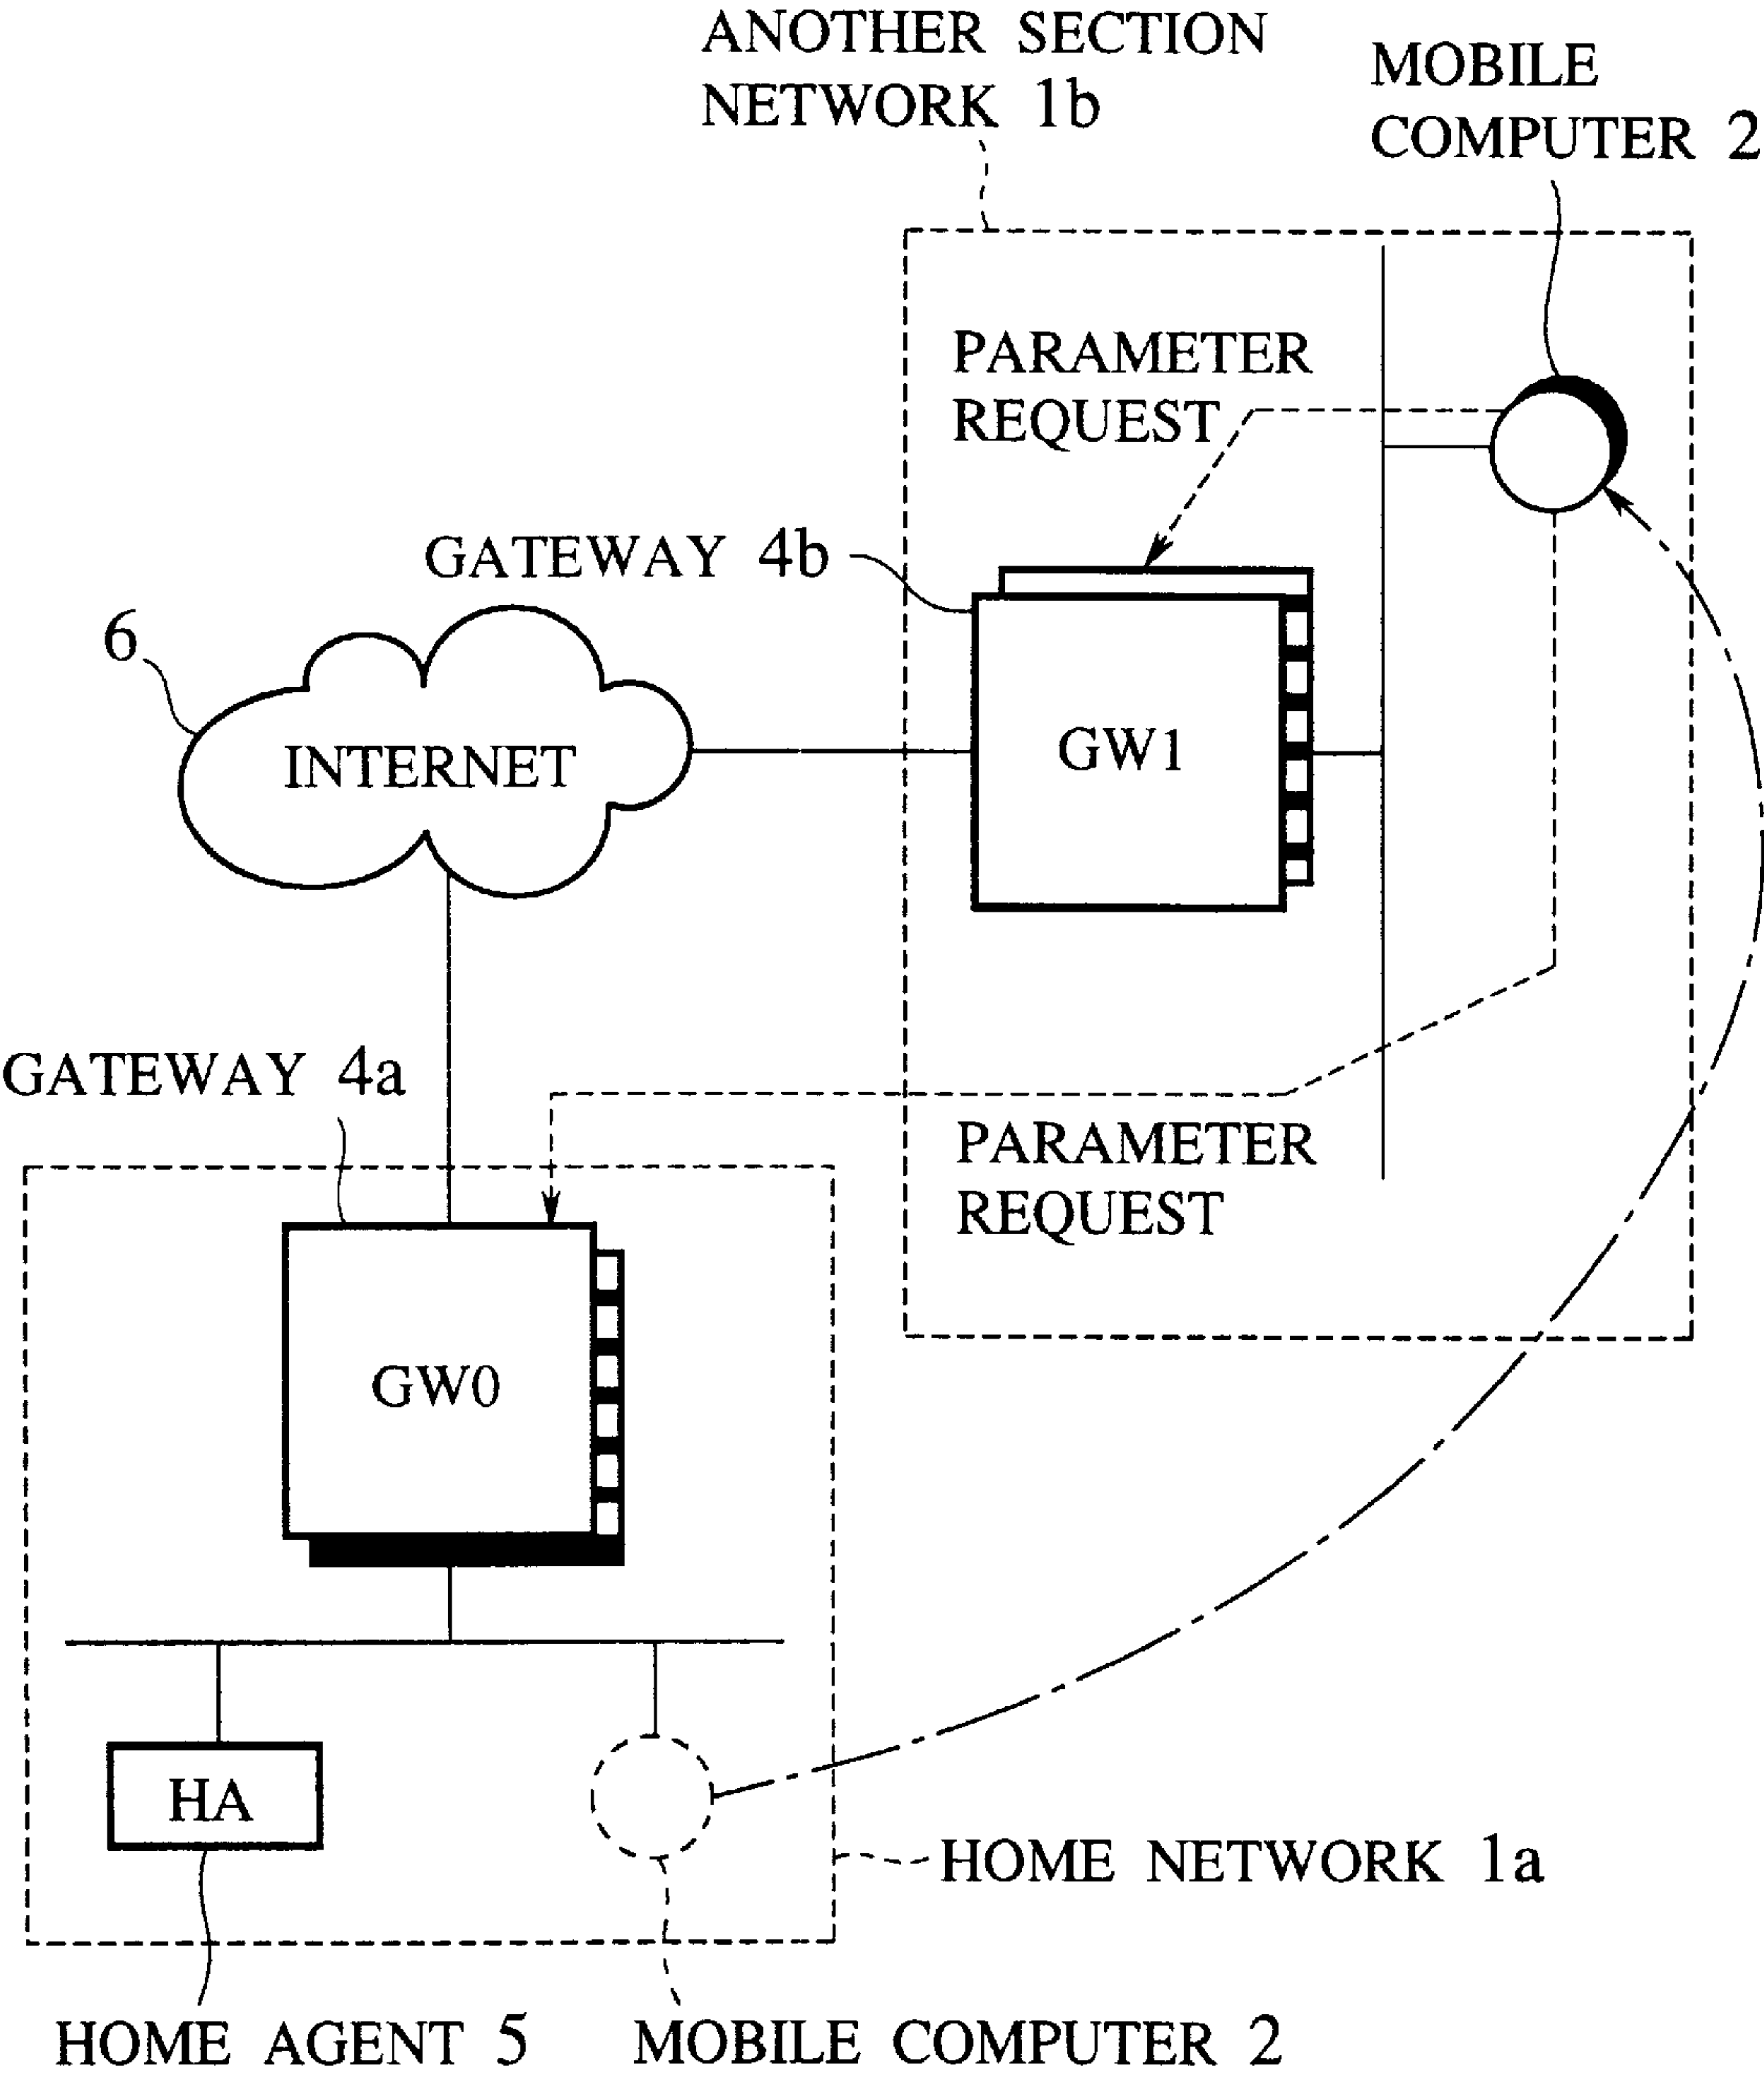 ANOTHER SECTION
NETWORK 1b
MOBILE
COMPUTER 2
PARAMETER
REQUEST
GATEWAY 4b
6
INTERNET
GW1
GATEWAY 4a
PARAMETER
REQUEST
GW0
HA
HOME NETWORK 1a
HOME AGENT 5
MOBILE COMPUTER 2